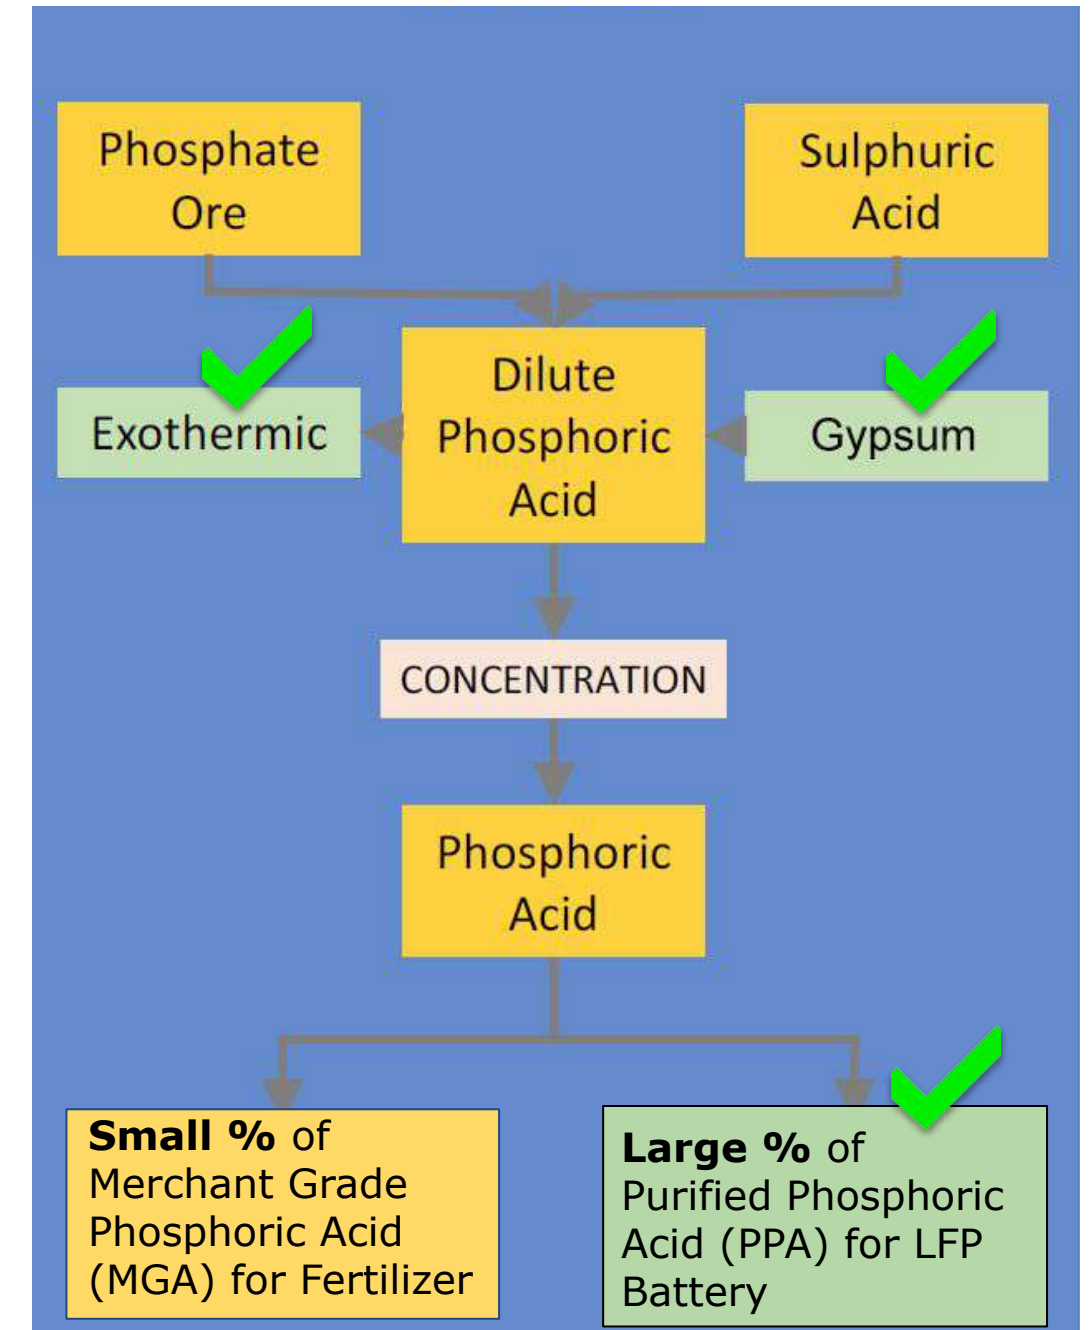 Phosphate
Ore
Sulphuric
Acid
Exothermic
Dilute
Phosphoric
Acid
Gypsum
CONCENTRATION
Phosphoric
Acid
Small % of
Merchant Grade
Phosphoric Acid
(MGA) for Fertilizer
Large % of
Purified Phosphoric
Acid (PPA) for LFP
Battery